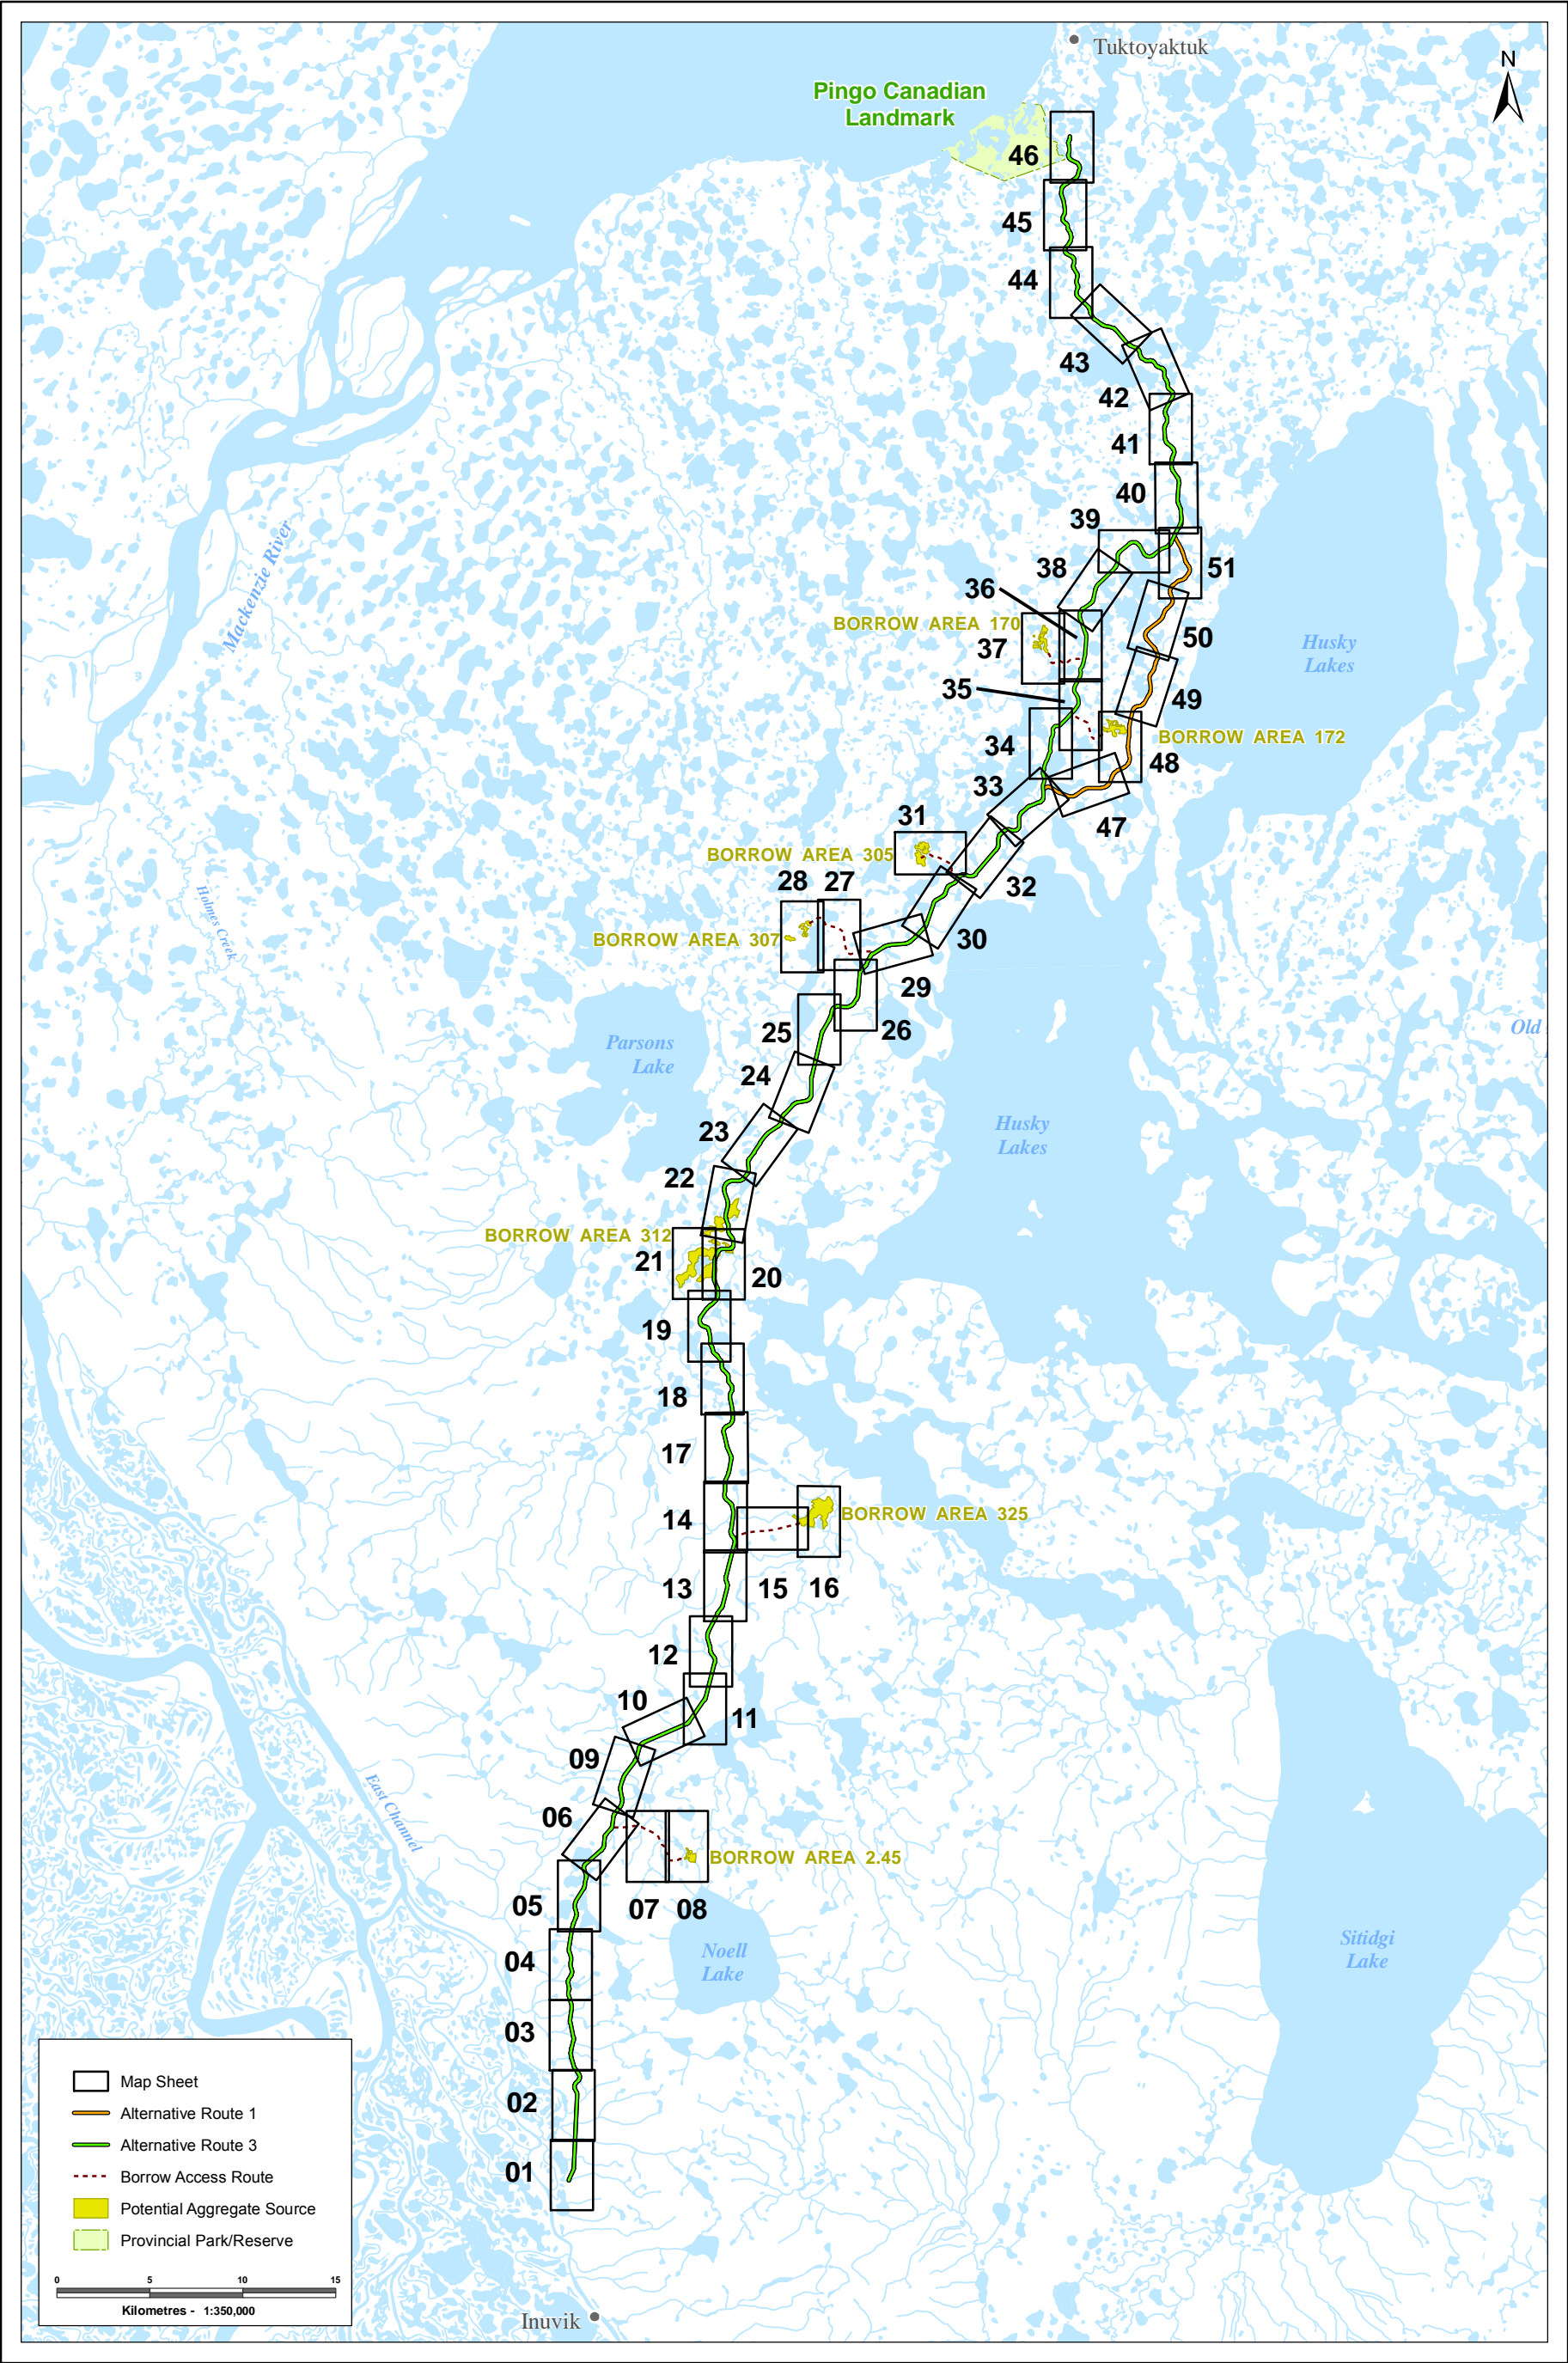 Tuktoyaktuk
N
Pingo Canadian
Landmark
46
45
44
43
42
41
40
39
51
38
36
50
BORROW AREA 170
37
Husky
Lakes
Mackenzie River
35
49
BORROW AREA 172
34
48
33
31
47
BORROW AREA 305
32
28
27
Holmes Creek
BORROW AREA 307
30
29
26
25
Old
Parsons
Lake
24
Husky
Lakes
23
22
BORROW AREA 312
21
20
19
18
17
14
BORROW AREA 325
13
15
16
12
10
11
09
East Channel
06
BORROW AREA 2.45
05
07
08
04
Noell
Lake
Sitidgi
Lake
03
02
01
Map Sheet
Alternative Route 1
Alternative Route 3
Borrow Access Route
Potential Aggregate Source
Provincial Park/Reserve
0 5 10 15
Kilometres - 1:350,000
Inuvik